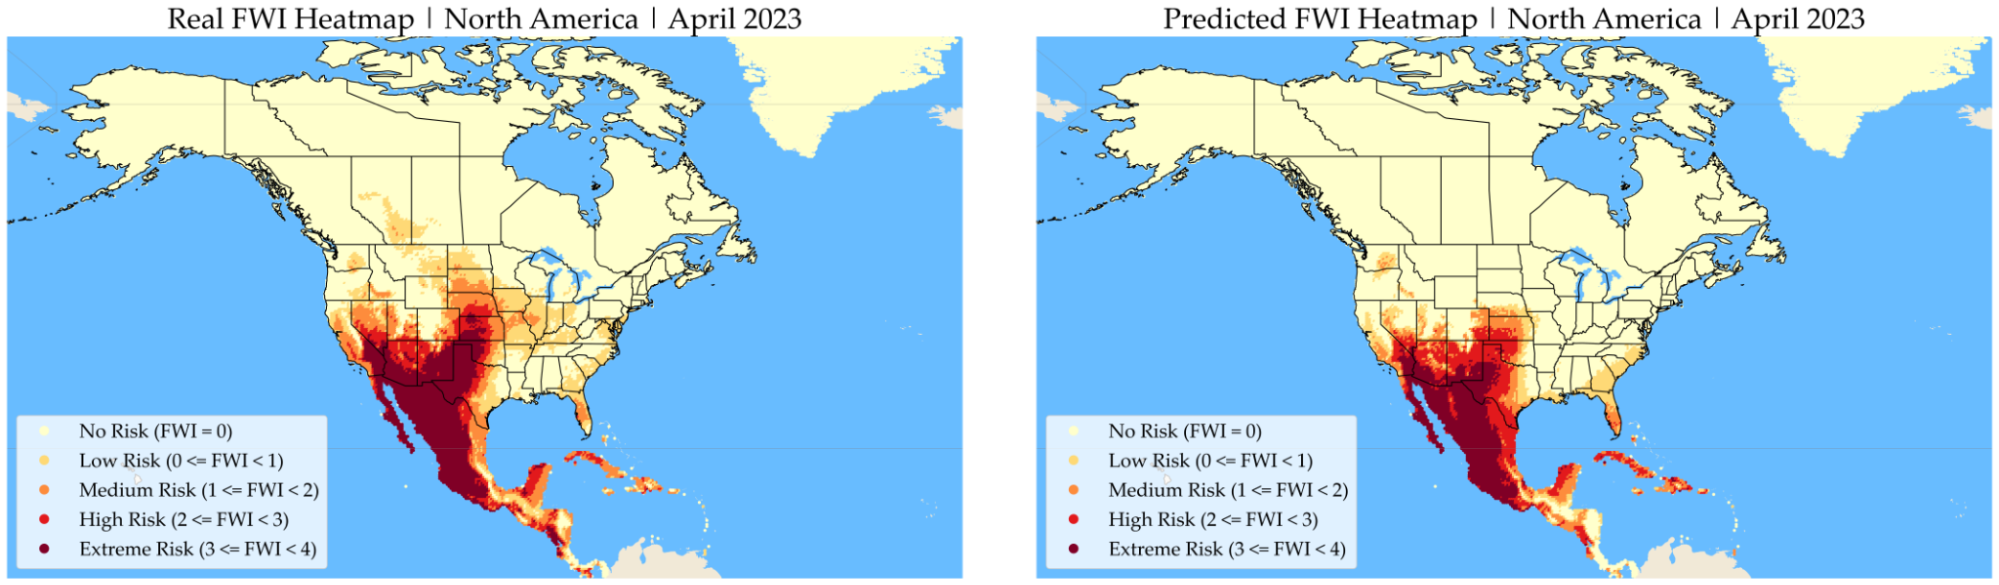 Real FWI Heatmap | North America | April 2023
No Risk (FWI = 0)
Low Risk (0 <= FWI < 1)
Medium Risk (1 <= FWI < 2)
High Risk (2 <= FWI < 3)
Extreme Risk (3 <= FWI < 4)
Predicted FWI Heatmap | North America | April 2023
No Risk (FWI = 0)
Low Risk (0 <= FWI < 1)
Medium Risk (1 <= FWI < 2)
High Risk (2 <= FWI < 3)
Extreme Risk (3 <= FWI < 4)